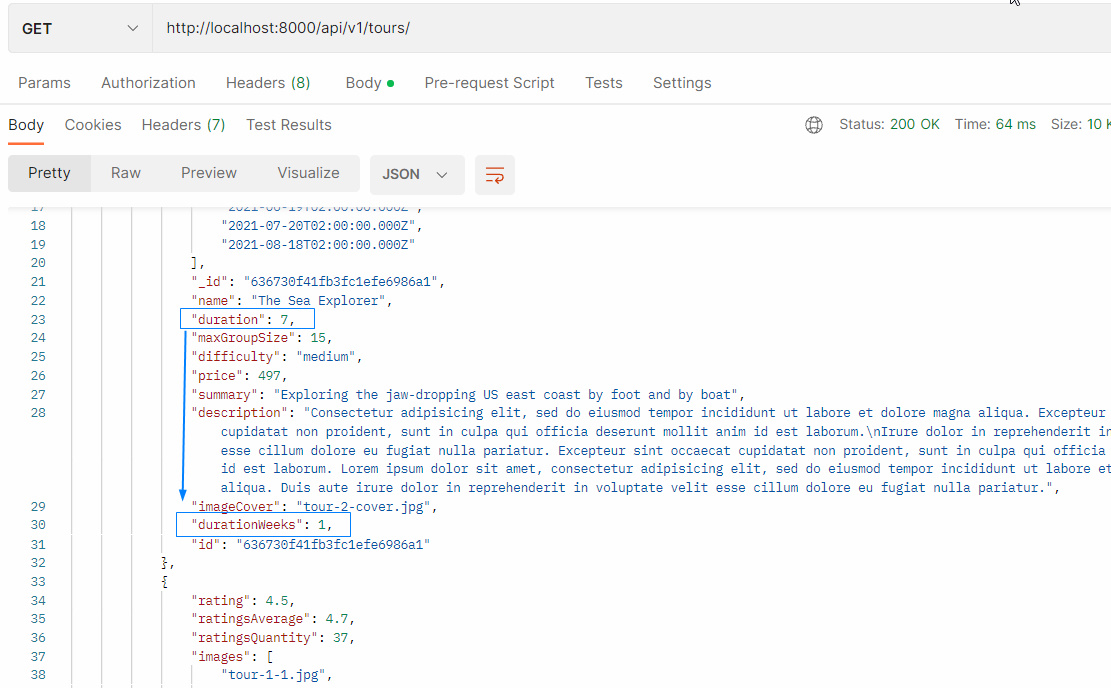 GET http://localhost:8000/api/v1/tours/
Params Authorization Headers (8) Body Pre-request Script Tests Settings
Body Cookies Headers (7) Test Results Status: 200 OK Time: 64 ms Size: 10 K
Pretty Raw Preview Visualize JSON
17 "2021-06-19T02:00:00.000Z",
18 "2021-07-20T02:00:00.000Z",
19 "2021-08-18T02:00:00.000Z"
20 ],
21 "_id": "636730f41fb3fc1efe6986a1",
22 "name": "The Sea Explorer",
23 "duration": 7,
24 "maxGroupSize": 15,
25 "difficulty": "medium",
26 "price": 497,
27 "summary": "Exploring the jaw-dropping US east coast by foot and by boat",
28 "description": "Consectetur adipisicing elit, sed do eiusmod tempor incididunt ut labore et dolore magna aliqua. Excepteur
cupidatat non proident, sunt in culpa qui officia deserunt mollit anim id est laborum.\nIrure dolor in reprehenderit in
esse cillum dolore eu fugiat nulla pariatur. Excepteur sint occaecat cupidatat non proident, sunt in culpa qui officia
id est laborum. Lorem ipsum dolor sit amet, consectetur adipisicing elit, sed do eiusmod tempor incididunt ut labore et
aliqua. Duis aute irure dolor in reprehenderit in voluptate velit esse cillum dolore eu fugiat nulla pariatur.",
29 "imageCover": "tour-2-cover.jpg",
30 "durationWeeks": 1,
31 "id": "636730f41fb3fc1efe6986a1"
32 },
33 {
34 "rating": 4.5,
35 "ratingsAverage": 4.7,
36 "ratingsQuantity": 37,
37 "images": [
38 "tour-1-1.jpg",